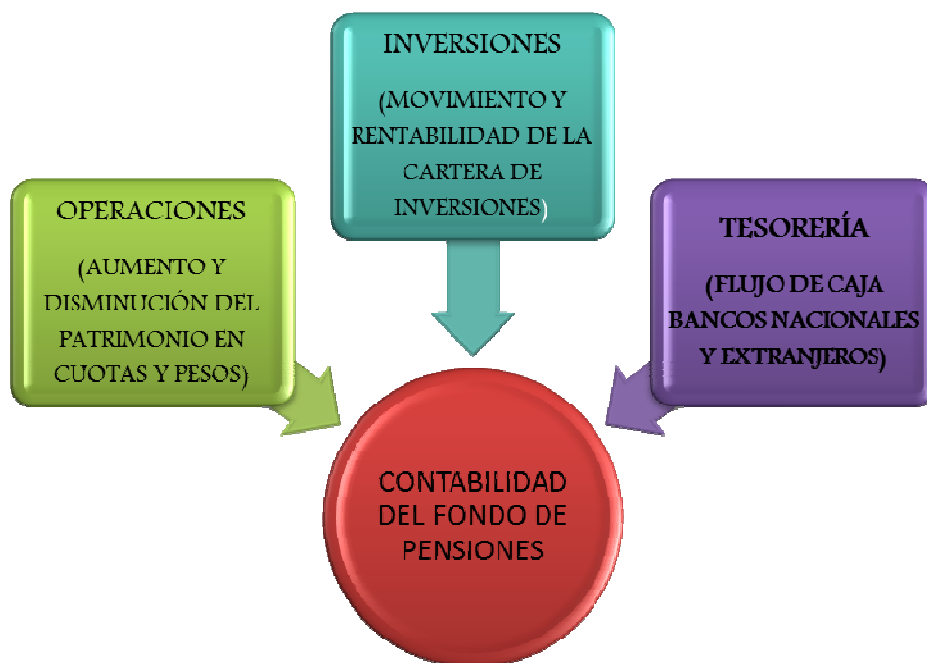 INVERSIONES
(MOVIMIENTO Y
RENTABILIDAD DE LA
CARTERA DE
INVERSIONES)
OPERACIONES
(AUMENTO Y
DISMINUCIÓN DEL
PATRIMONIO EN
CUOTAS Y PESOS)
TESORERÍA
(FLUJO DE CAJA
BANCOS NACIONALES
Y EXTRANJEROS)
CONTABILIDAD
DEL FONDO DE
PENSIONES